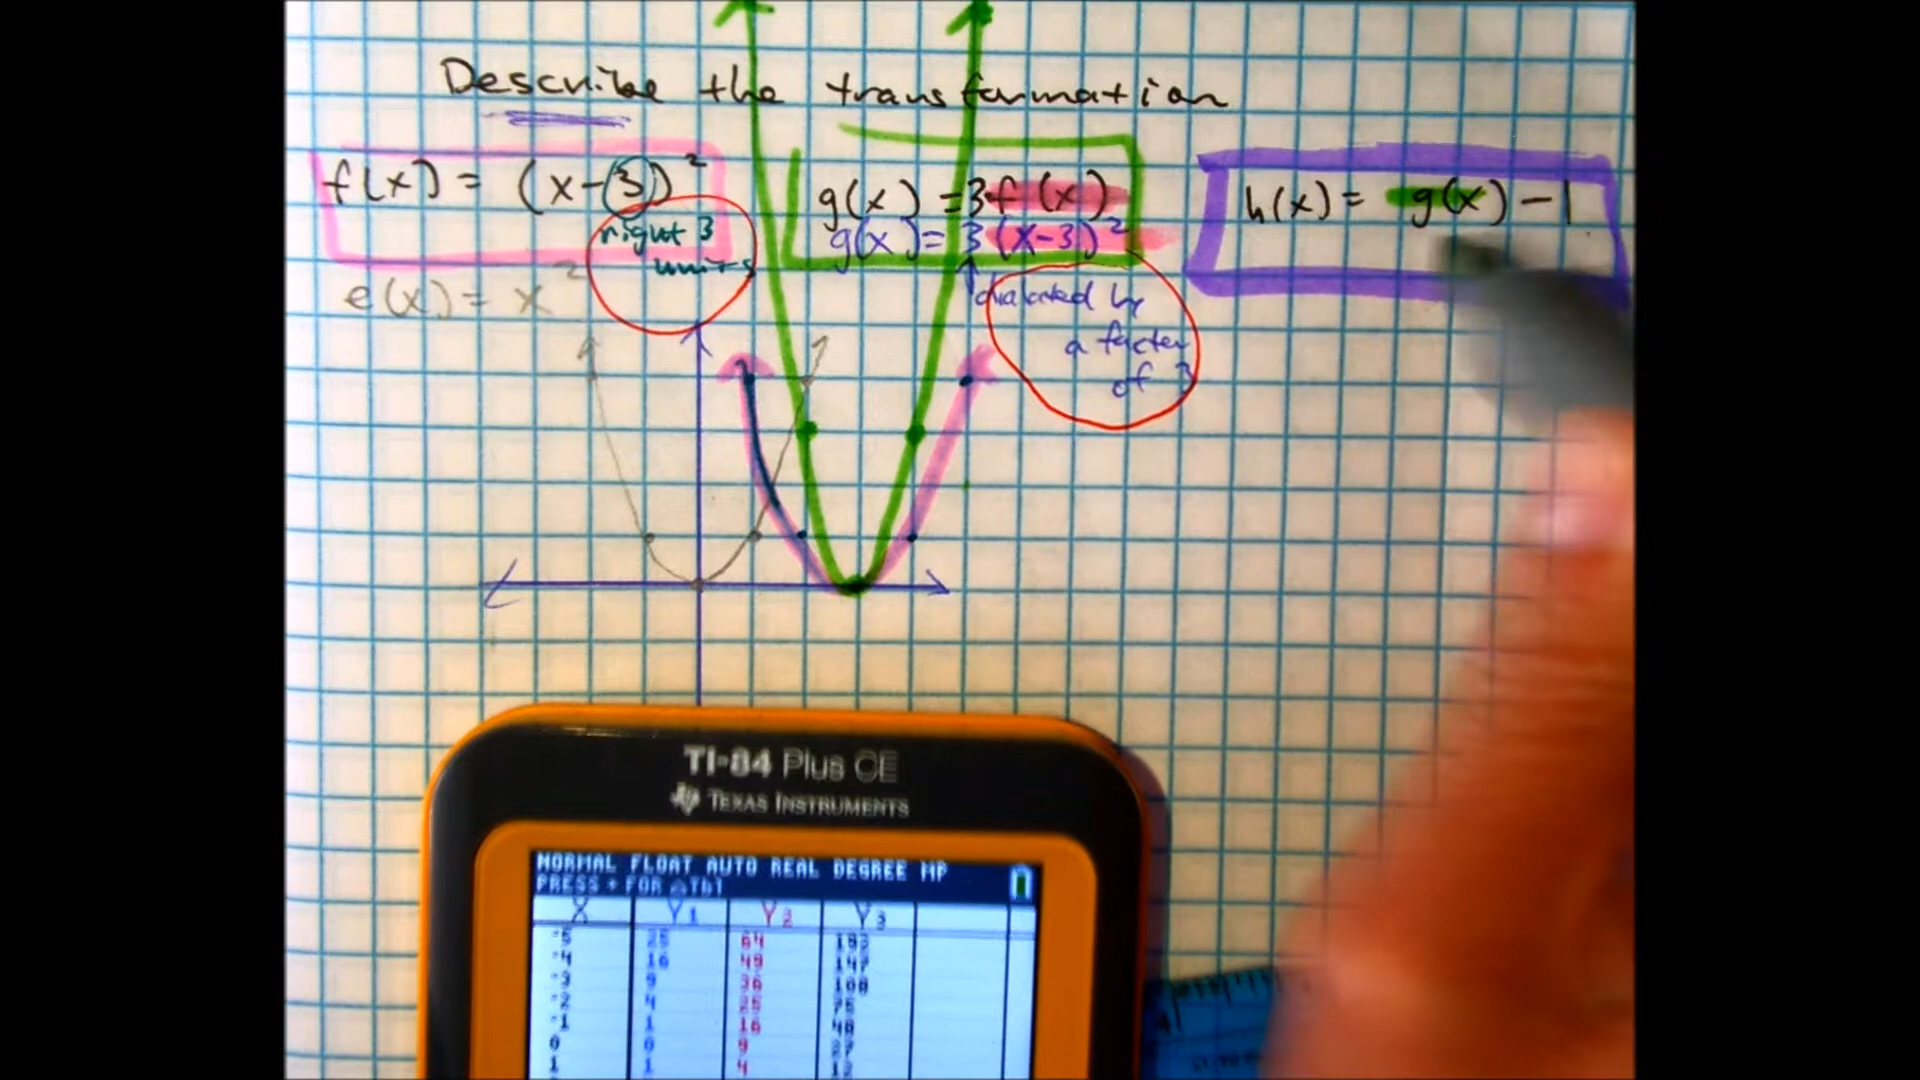 Describe the transformation
f(x) = (x-3)²
right 3
units
e(x) = x²
g(x) = 3f(x)
g(x) = 3(x-3)²
dialated by
a factor
of 3
h(x) = g(x) - 1
TI-84 Plus CE
TEXAS INSTRUMENTS
NORMAL FLOAT AUTO REAL DEGREE MP
PRESS + FOR △Tbl
X Y1 Y2 Y3
-5 25 64 192
-4 16 49 147
-3 9 36 108
-2 4 25 75
-1 1 16 48
0 0 9 27
1 1 4 12